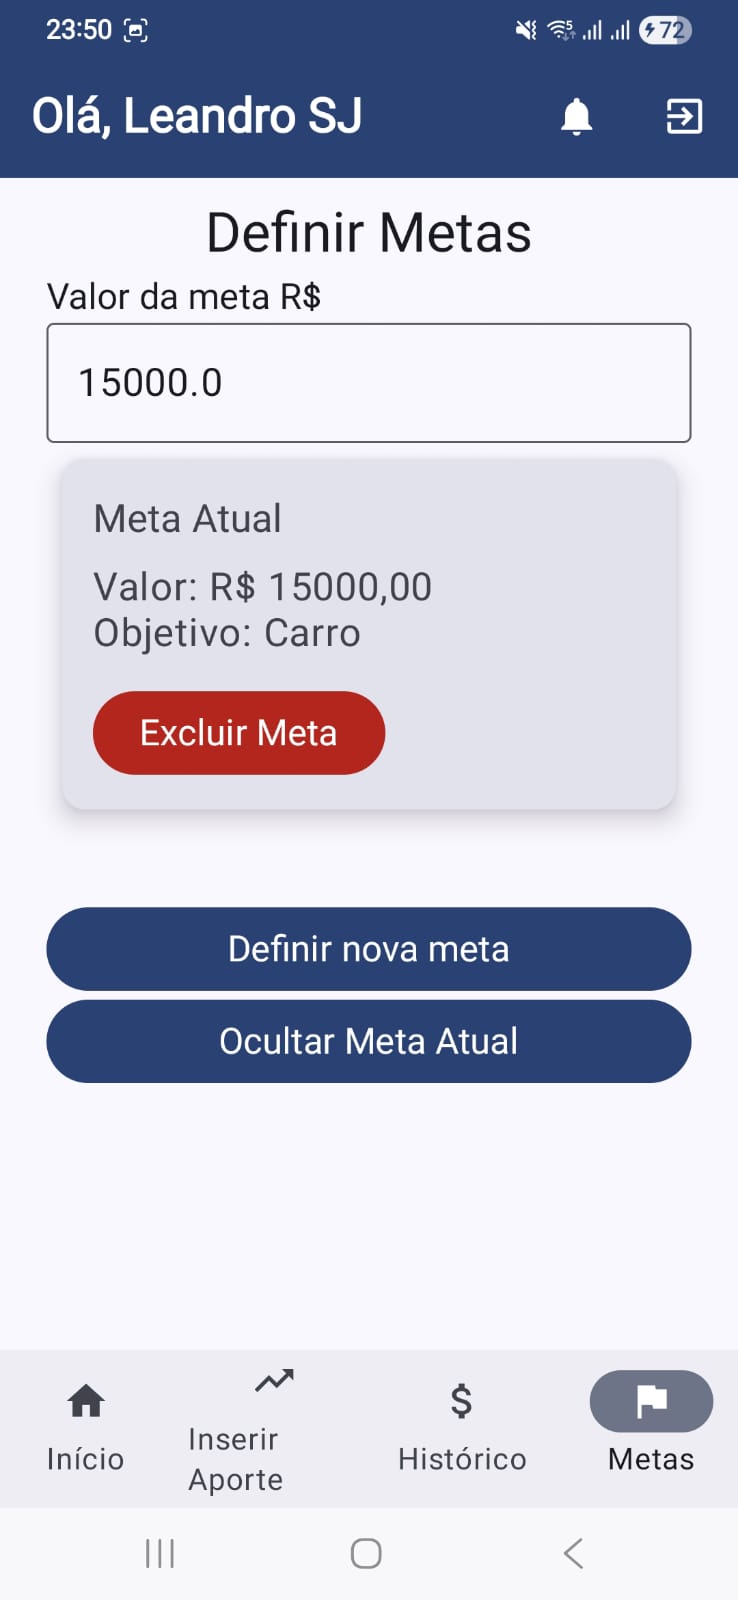 23:50
5
72
Olá, Leandro SJ
Definir Metas
Valor da meta R$
15000.0
Meta Atual
Valor: R$ 15000,00
Objetivo: Carro
Excluir Meta
Definir nova meta
Ocultar Meta Atual
Início
Inserir
Aporte
$
Histórico
Metas